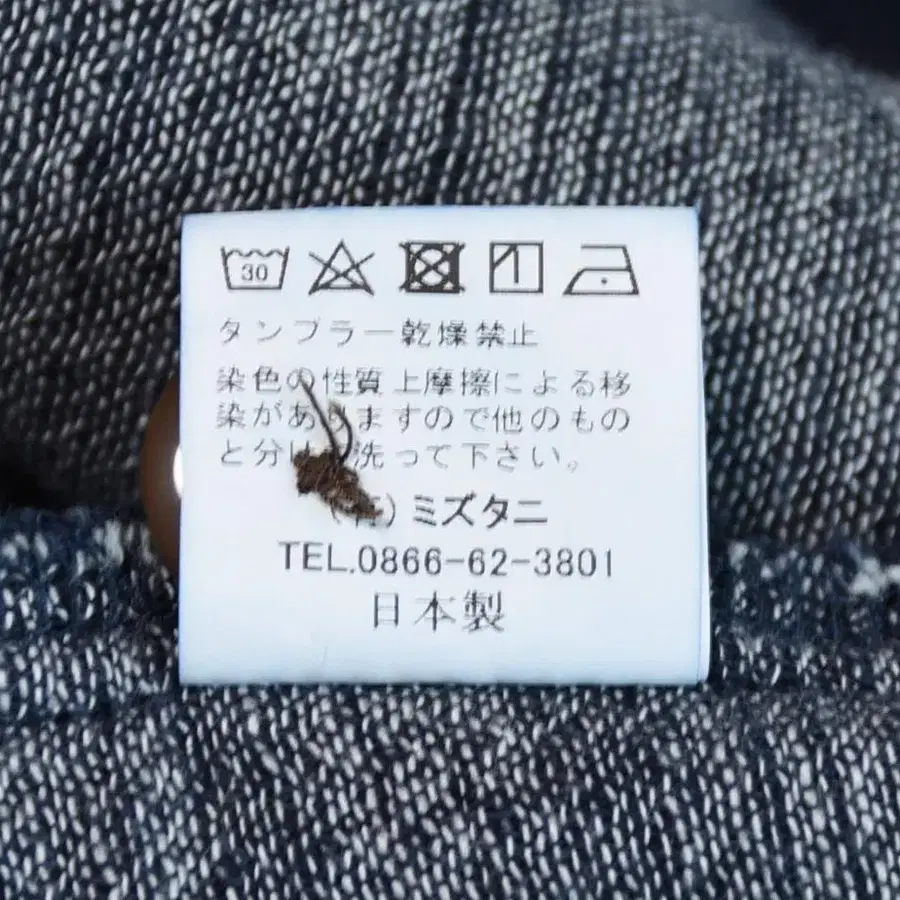 30
タンブラー乾燥禁止
染色の性質上摩擦による移
染がありますので他のもの
と分け 洗って下さい。
ミズタニ
TEL.0866-62-3801
日本製